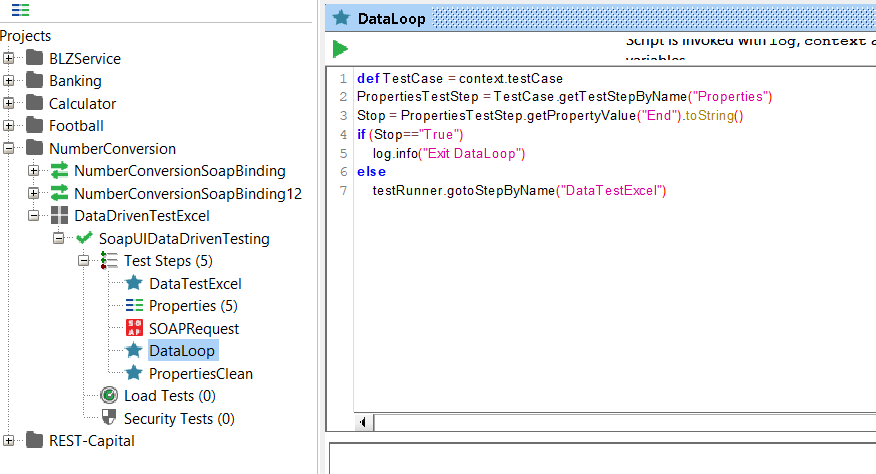 Projects
BLZService
Banking
Calculator
Football
NumberConversion
NumberConversionSoapBinding
NumberConversionSoapBinding12
DataDrivenTestExcel
SoapUIDataDrivenTesting
Test Steps (5)
DataTestExcel
Properties (5)
SOAPRequest
DataLoop
PropertiesClean
Load Tests (0)
Security Tests (0)
REST-Capital
DataLoop
Script is invoked with log, context a
variables
1 def TestCase = context.testCase
2 PropertiesTestStep = TestCase.getTestStepByName("Properties")
3 Stop = PropertiesTestStep.getPropertyValue("End").toString()
4 if (Stop=="True")
5 log.info("Exit DataLoop")
6 else
7 testRunner.gotoStepByName("DataTestExcel")